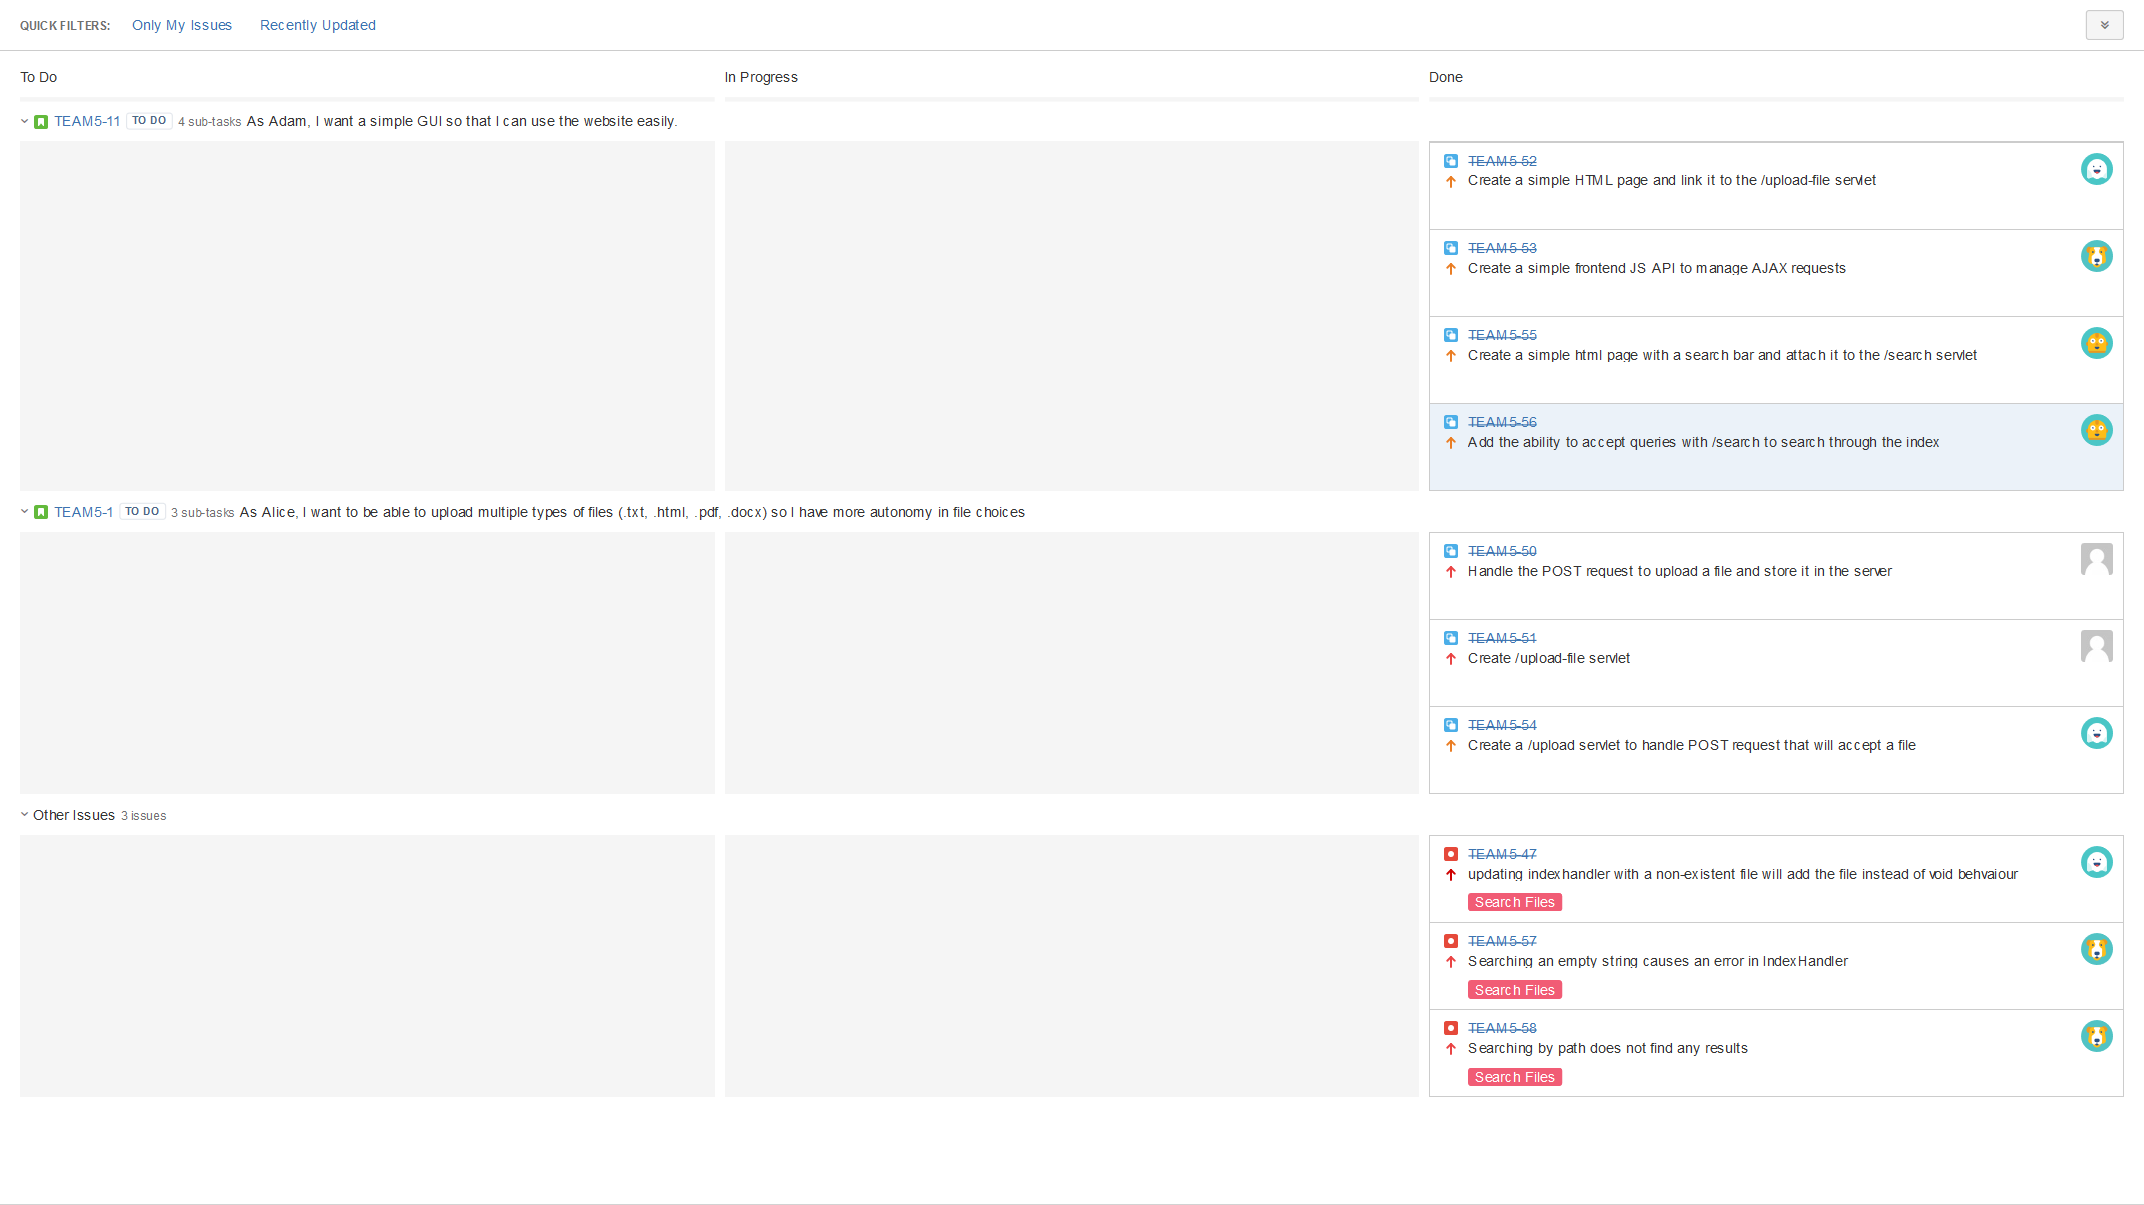 QUICK FILTERS: Only My Issues Recently Updated
To Do In Progress Done
TEAM5-11 TO DO 4 sub-tasks As Adam, I want a simple GUI so that I can use the website easily.
TEAM5-52
Create a simple HTML page and link it to the /upload-file servlet
TEAM5-53
Create a simple frontend JS API to manage AJAX requests
TEAM5-55
Create a simple html page with a search bar and attach it to the /search servlet
TEAM5-56
Add the ability to accept queries with /search to search through the index
TEAM5-1 TO DO 3 sub-tasks As Alice, I want to be able to upload multiple types of files (.txt, .html, .pdf, .docx) so I have more autonomy in file choices
TEAM5-50
Handle the POST request to upload a file and store it in the server
TEAM5-51
Create /upload-file servlet
TEAM5-54
Create a /upload servlet to handle POST request that will accept a file
Other Issues 3 issues
TEAM5-47
updating indexhandler with a non-existent file will add the file instead of void behvaiour
Search Files
TEAM5-57
Searching an empty string causes an error in IndexHandler
Search Files
TEAM5-58
Searching by path does not find any results
Search Files